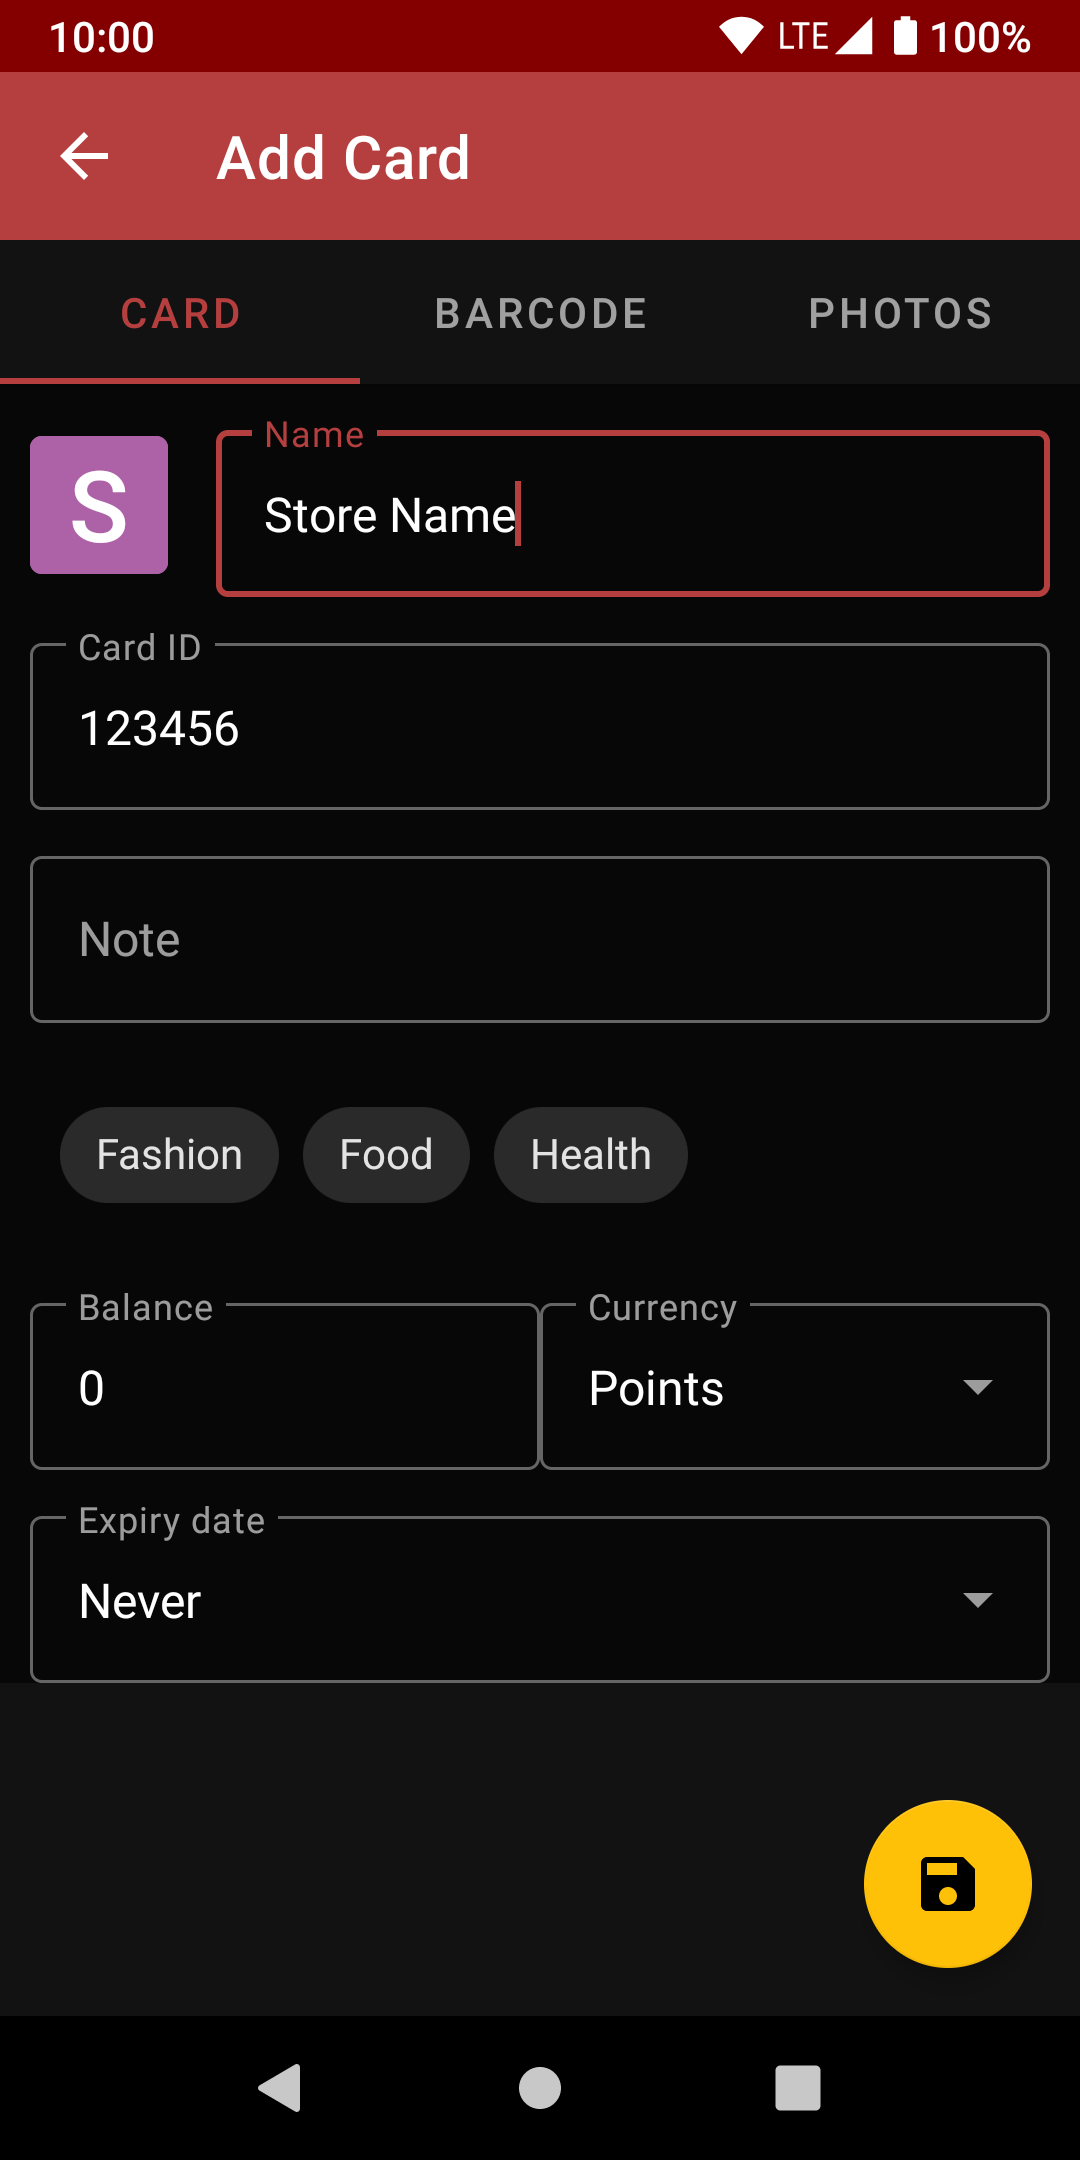 10:00 LTE 100%
Add Card
CARD BARCODE PHOTOS
Name
S Store Name
Card ID
123456
Note
Fashion Food Health
Balance Currency
0 Points
Expiry date
Never